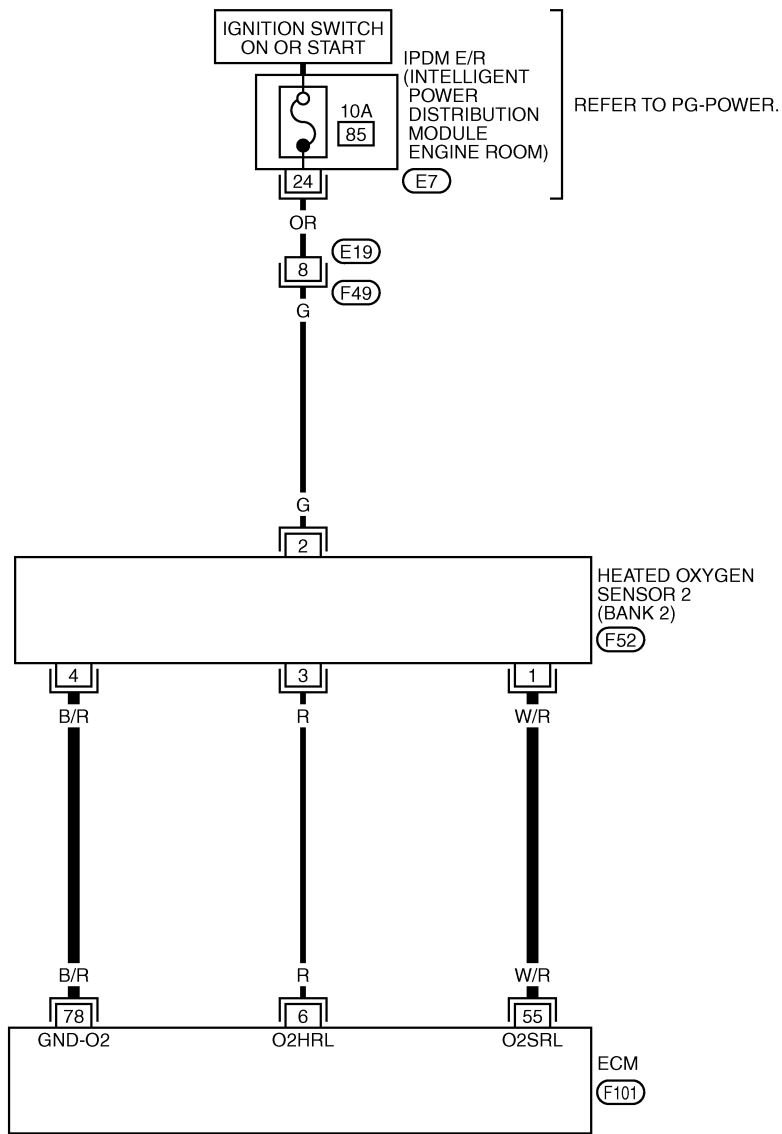 IGNITION SWITCH
ON OR START
IPDM E/R
(INTELLIGENT
POWER
DISTRIBUTION
MODULE
ENGINE ROOM)
REFER TO PG-POWER.
10A
85
24
E7
OR
E19
8
F49
G
G
2
HEATED OXYGEN
SENSOR 2
(BANK 2)
F52
4
3
1
B/R
R
W/R
B/R
R
W/R
78
6
55
GND-O2
O2HRL
O2SRL
ECM
F101